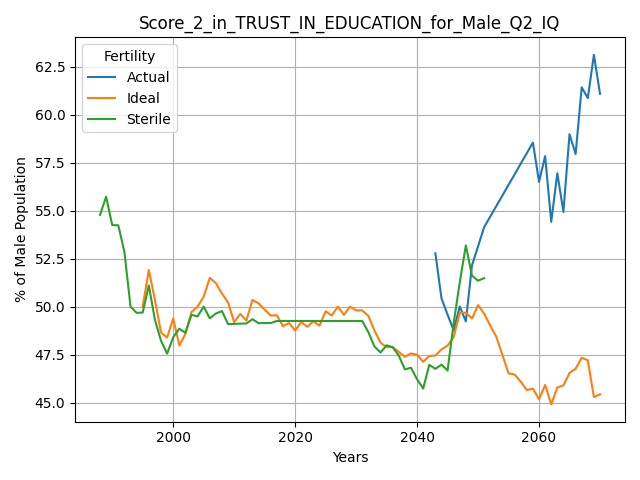 Score_2_in_TRUST_IN_EDUCATION_for_Male_Q2_IQ
Fertility
Actual
Ideal
Sterile
% of Male Population
62.5
60.0
57.5
55.0
52.5
50.0
47.5
45.0
2000
2020
2040
2060
Years